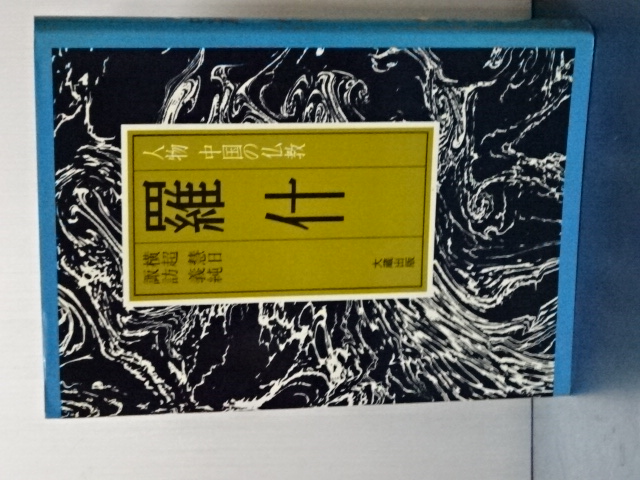 人物 中国の仏教
羅什
横超慧日
諏訪義純
大蔵出版